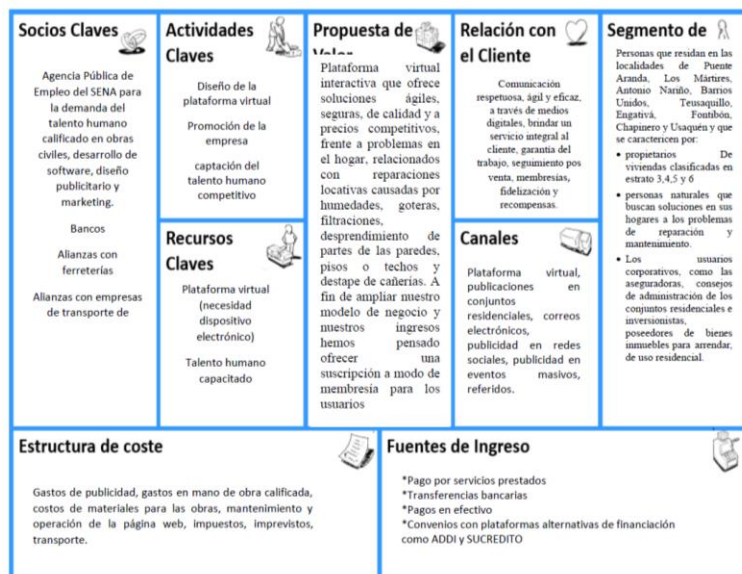 Socios Claves
Agencia Pública de
Empleo del SENA para
la demanda del
talento humano
calificado en obras
civiles, desarrollo de
software, diseño
publicitario y
marketing.
Bancos
Alianzas con
ferreterías
Alianzas con empresas
de transporte de
Actividades
Claves
Diseño de la
plataforma virtual
Promoción de la
empresa
captación del
talento humano
competitivo
Recursos
Claves
Plataforma virtual
(necesidad
dispositivo
electrónico)
Talento humano
capacitado
Propuesta de
Plataforma virtual
interactiva que ofrece
soluciones ágiles,
seguras, de calidad y a
precios competitivos,
frente a problemas en
el hogar, relacionados
con reparaciones
locativas causadas por
humedades, goteras,
filtraciones,
desprendimiento de
partes de las paredes,
pisos o techos y
destape de cañerías. A
fin de ampliar nuestro
modelo de negocio y
nuestros ingresos
hemos pensado
ofrecer una
suscripción a modo de
membresía para los
usuarios
Relación con
el Cliente
Comunicación
respetuosa, ágil y eficaz,
a través de medios
digitales, brindar un
servicio integral al
cliente, garantía del
trabajo, seguimiento pos
venta, membresías,
fidelización y
recompensas.
Canales
Plataforma virtual,
publicaciones en
conjuntos
residenciales, correos
electrónicos,
publicidad en redes
sociales, publicidad en
eventos masivos,
referidos.
Segmento de
Personas que residan en las
localidades de Puente
Aranda, Los Mártires,
Antonio Nariño, Barrios
Unidos, Teusaquillo,
Engativá, Fontibón,
Chapinero y Usaquén y que
se caractericen por:
• propietarios De
viviendas clasificadas en
estrato 3,4,5 y 6
• personas naturales que
buscan soluciones en sus
hogares a los problemas
de reparación y
mantenimiento.
• Los usuarios
corporativos, como las
aseguradoras, consejos
de administración de los
conjuntos residenciales e
inversionistas,
poseedores de bienes
inmuebles para arrendar,
de uso residencial.
Estructura de coste
Gastos de publicidad, gastos en mano de obra calificada,
costos de materiales para las obras, mantenimiento y
operación de la página web, impuestos, imprevistos,
transporte.
Fuentes de Ingreso
*Pago por servicios prestados
*Transferencias bancarias
*Pagos en efectivo
*Convenios con plataformas alternativas de financiación
como ADDI y SUCREDITO